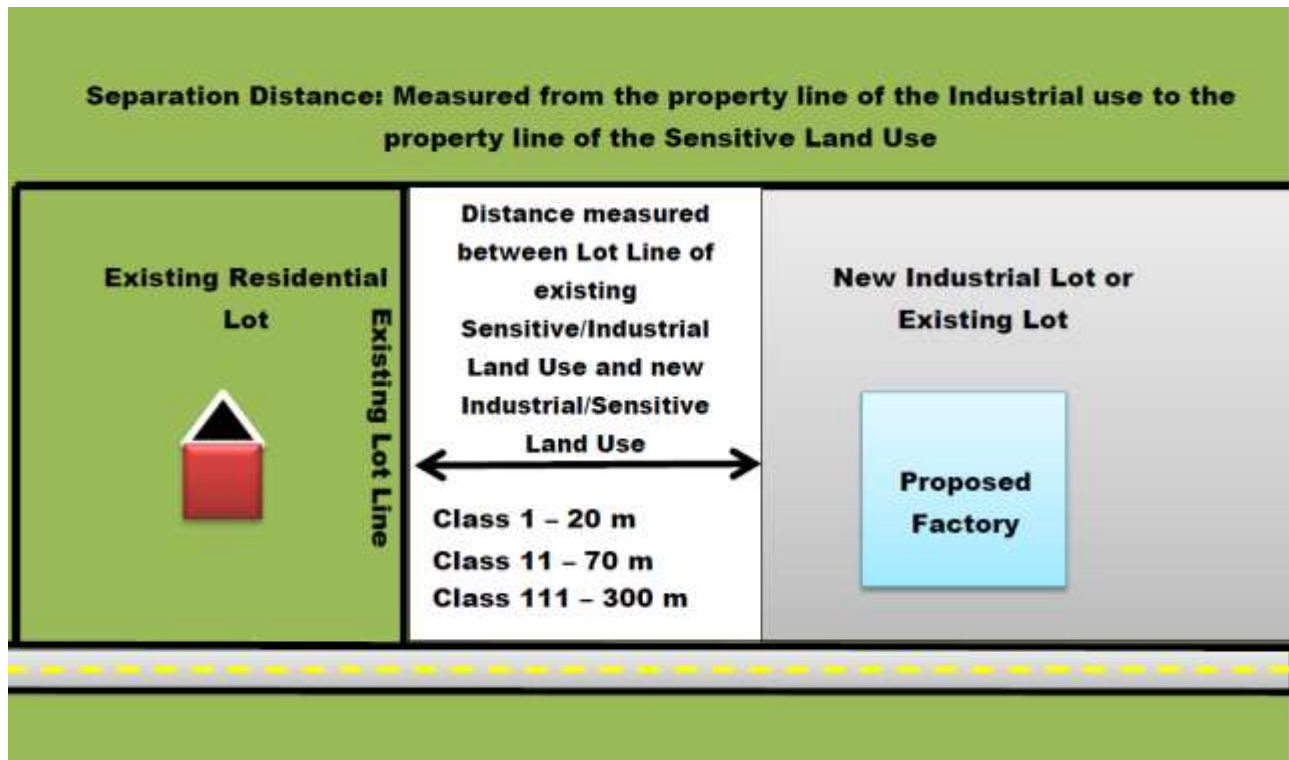 Separation Distance: Measured from the property line of the Industrial use to the
property line of the Sensitive Land Use
Existing Residential
Lot
Existing Lot Line
Distance measured
between Lot Line of
existing
Sensitive/Industrial
Land Use and new
Industrial/Sensitive
Land Use
Class 1 – 20 m
Class 11 – 70 m
Class 111 – 300 m
New Industrial Lot or
Existing Lot
Proposed
Factory